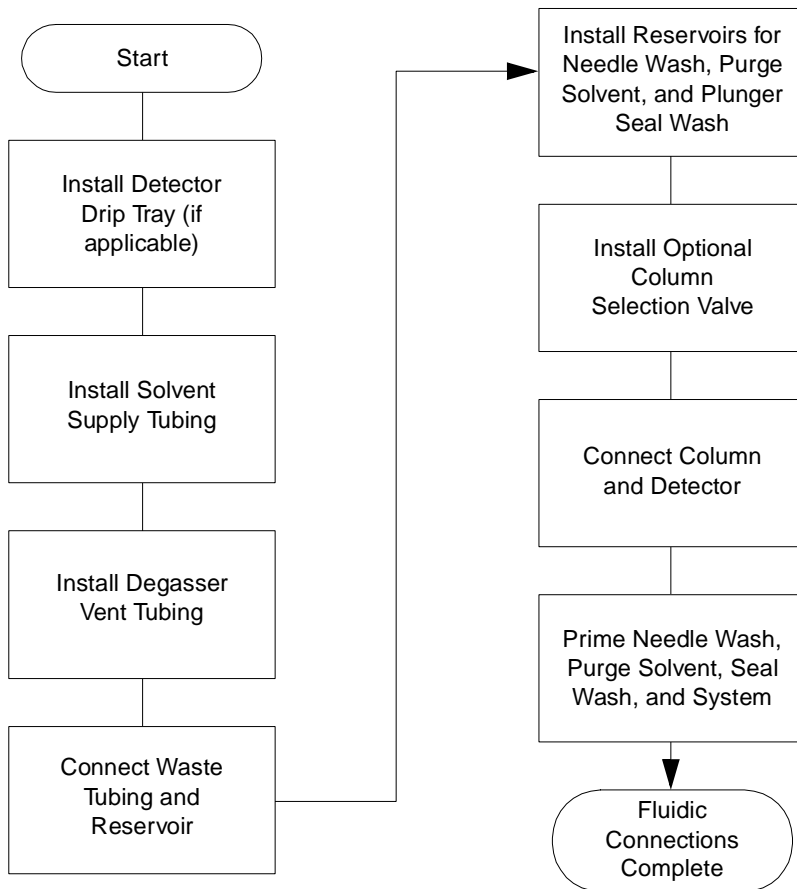 Start
Install Detector
Drip Tray (if
applicable)
Install Solvent
Supply Tubing
Install Degasser
Vent Tubing
Connect Waste
Tubing and
Reservoir
Install Reservoirs for
Needle Wash, Purge
Solvent, and Plunger
Seal Wash
Install Optional
Column
Selection Valve
Connect Column
and Detector
Prime Needle Wash,
Purge Solvent, Seal
Wash, and System
Fluidic
Connections
Complete